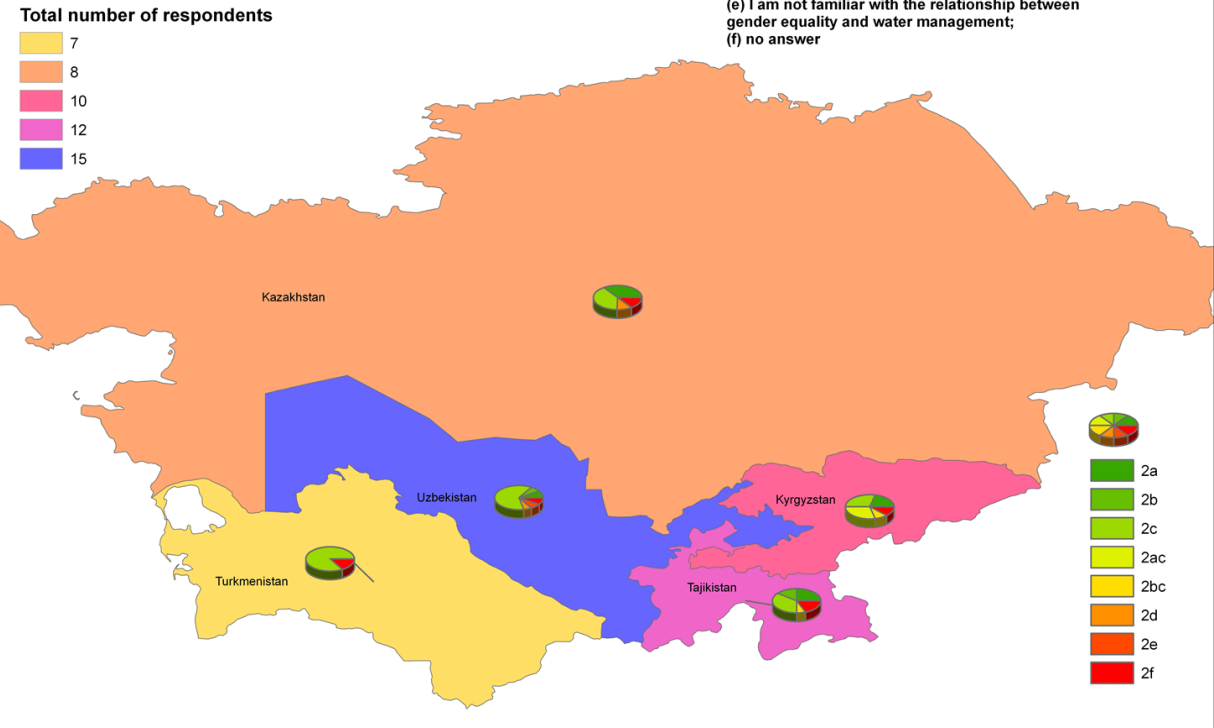 Total number of respondents
7
8
10
12
15
(e) I am not familiar with the relationship between
gender equality and water management;
(f) no answer
Kazakhstan
Uzbekistan
Kyrgyzstan
Turkmenistan
Tajikistan
2a
2b
2c
2ac
2bc
2d
2e
2f